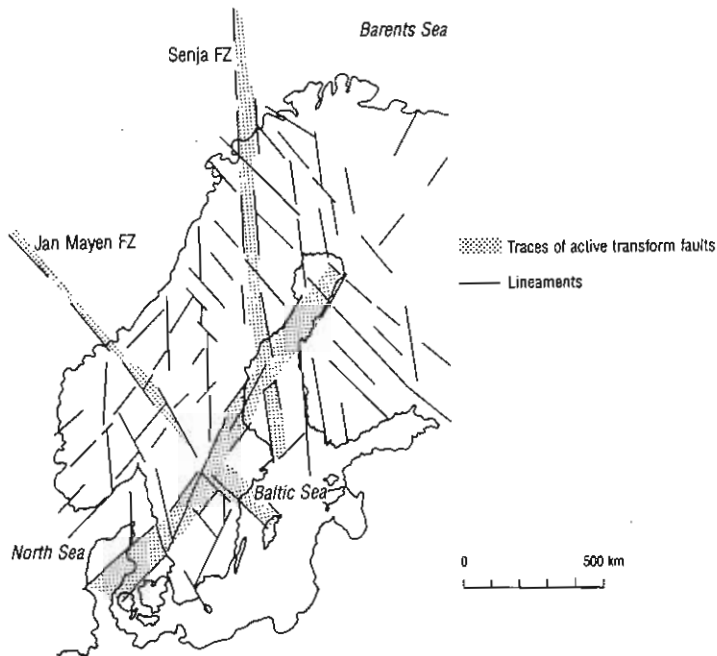 Barents Sea
Senja FZ
Jan Mayen FZ
Traces of active transform faults
Lineaments
Baltic Sea
North Sea
0 500 km